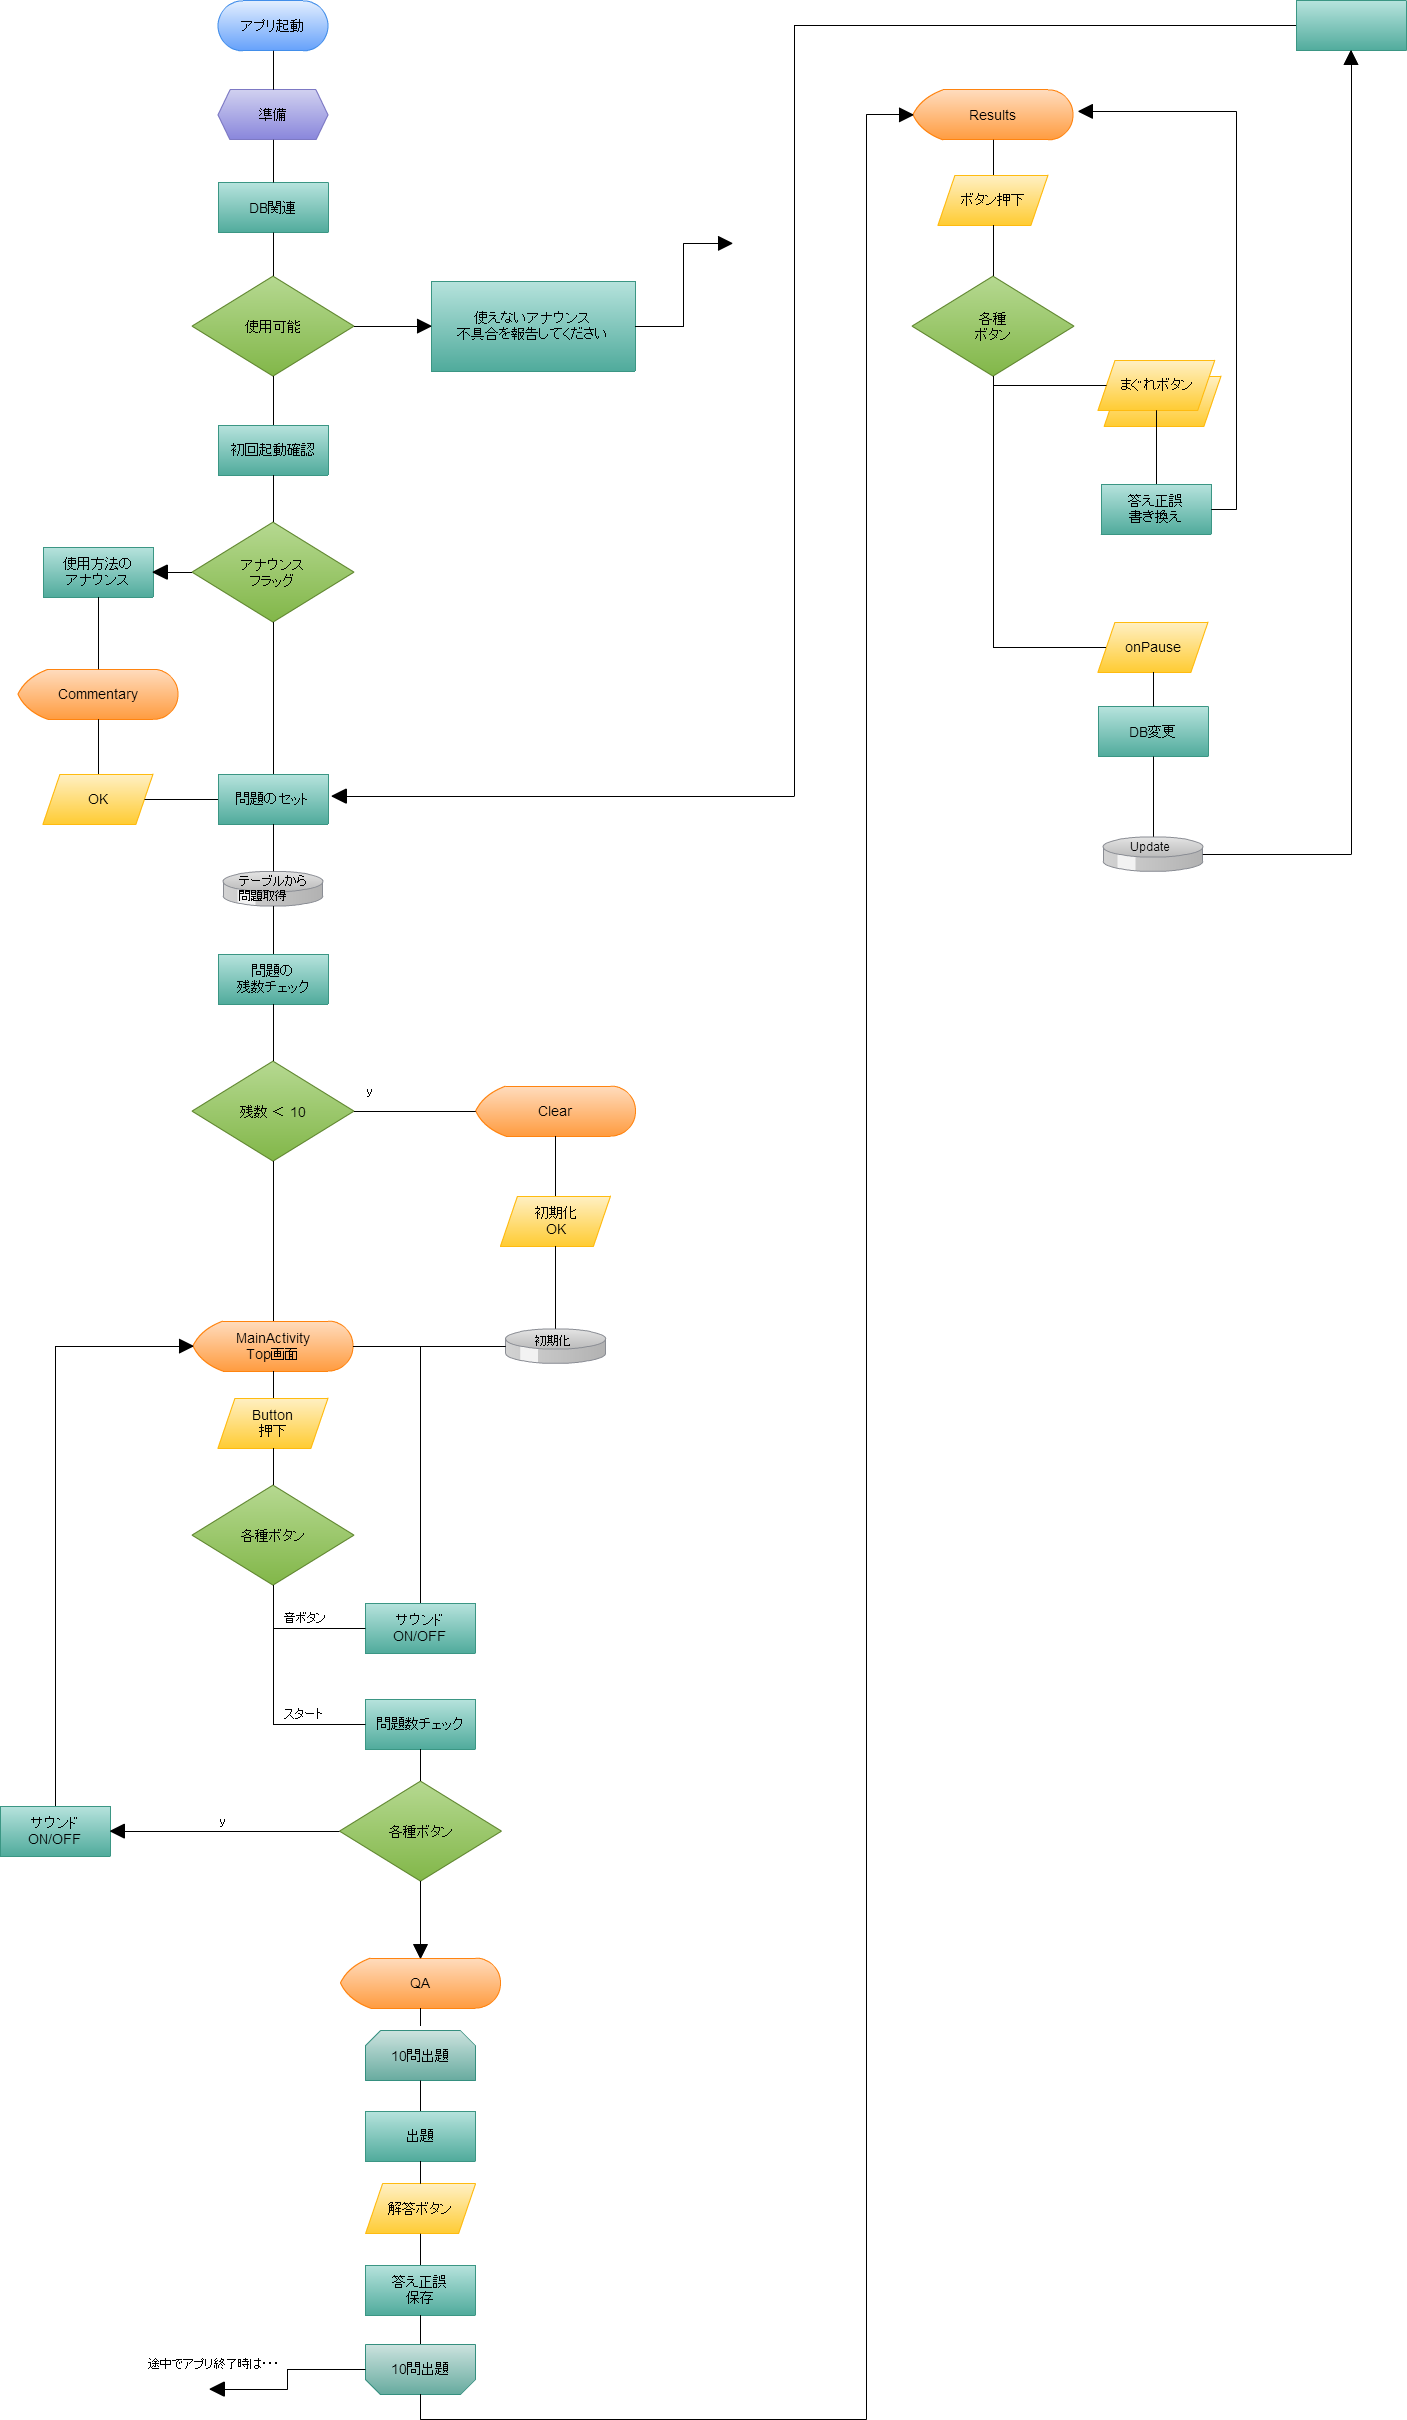 アプリ起動
準備
DB関連
使用可能
使えないアナウンス
不具合を報告してください
初回起動確認
アナウンス
フラッグ
使用方法の
アナウンス
Commentary
OK
問題のセット
テーブルから
問題取得
問題の
残数チェック
残数 ＜ 10
y
Clear
初期化
OK
初期化
MainActivity
Top画面
Button
押下
各種ボタン
音ボタン
サウンド
ON/OFF
スタート
問題数チェック
各種ボタン
y
サウンド
ON/OFF
QA
10問出題
出題
解答ボタン
答え正誤
保存
10問出題
途中でアプリ終了時は・・・
Results
ボタン押下
各種
ボタン
まぐれボタン
答え正誤
書き換え
onPause
DB変更
Update